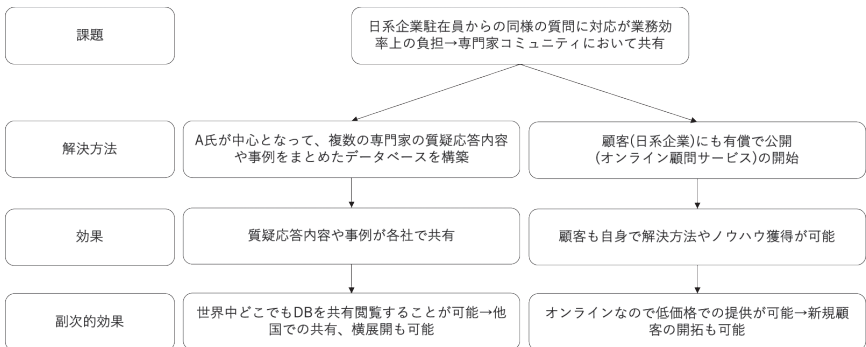 課題
日系企業駐在員からの同様の質問に対応が業務効
率上の負担→専門家コミュニティにおいて共有
解決方法
A氏が中心となって、複数の専門家の質疑応答内容
や事例をまとめたデータベースを構築
顧客(日系企業)にも有償で公開
(オンライン顧問サービス)の開始
効果
質疑応答内容や事例が各社で共有
顧客も自身で解決方法やノウハウ獲得が可能
副次的効果
世界中どこでもDBを共有閲覧することが可能→他
国での共有、横展開も可能
オンラインなので低価格での提供が可能→新規顧
客の開拓も可能